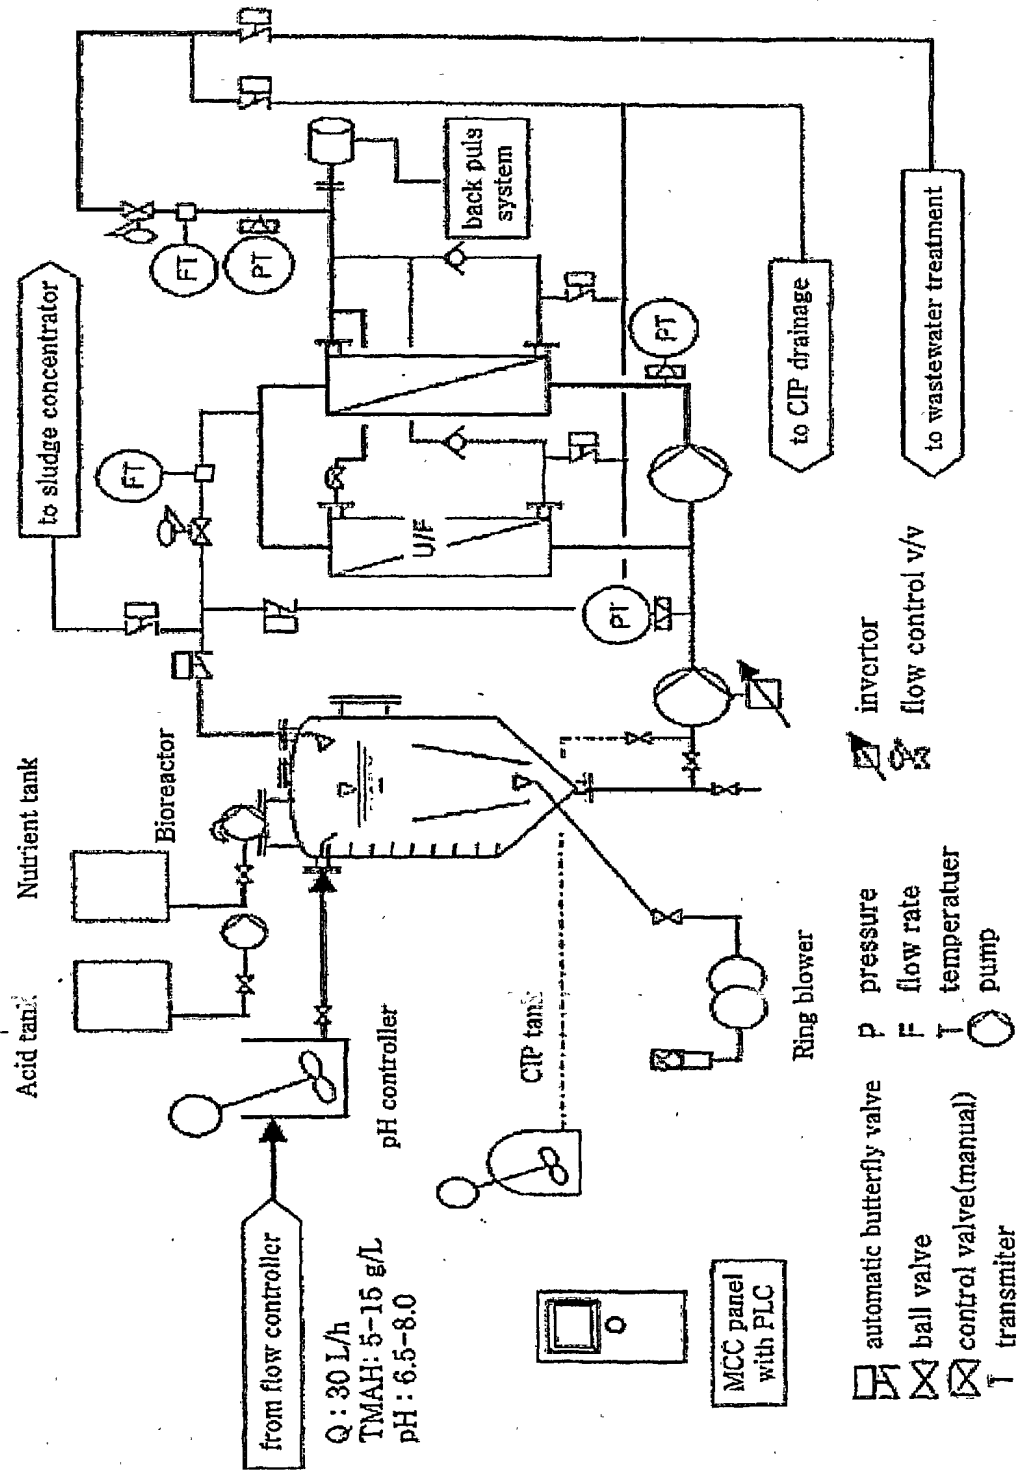 Acid tank
Nutrient tank
Bioreactor
to sludge concentrator
FT
FT
PT
back puls
system
U/F
PT
PT
from flow controller
Q : 30 L/h
TMAH: 5-15 g/L
pH : 6.5-8.0
pH controller
CIP tank
Ring blower
to CIP drainage
to wastewater treatment
MCC panel
with PLC
automatic butterfly valve
ball valve
control valve(manual)
T transmiter
P pressure
F flow rate
T temperatuer
pump
invertor
flow control v/v